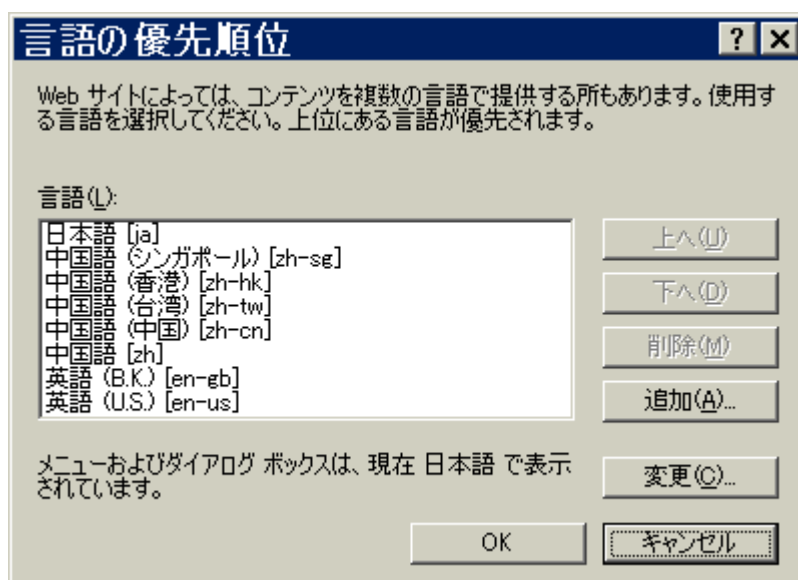 言語の優先順位
Web サイトによっては、コンテンツを複数の言語で提供する所もあります。使用す
る言語を選択してください。上位にある言語が優先されます。
言語(L):
日本語 [ja]
中国語 (シンガポール) [zh-sg]
中国語 (香港) [zh-hk]
中国語 (台湾) [zh-tw]
中国語 (中国) [zh-cn]
中国語 [zh]
英語 (B.K.) [en-gb]
英語 (U.S.) [en-us]
上へ(U)
下へ(D)
削除(M)
追加(A)...
メニューおよびダイアログ ボックスは、現在 日本語 で表示
されています。
変更(C)...
OK
キャンセル